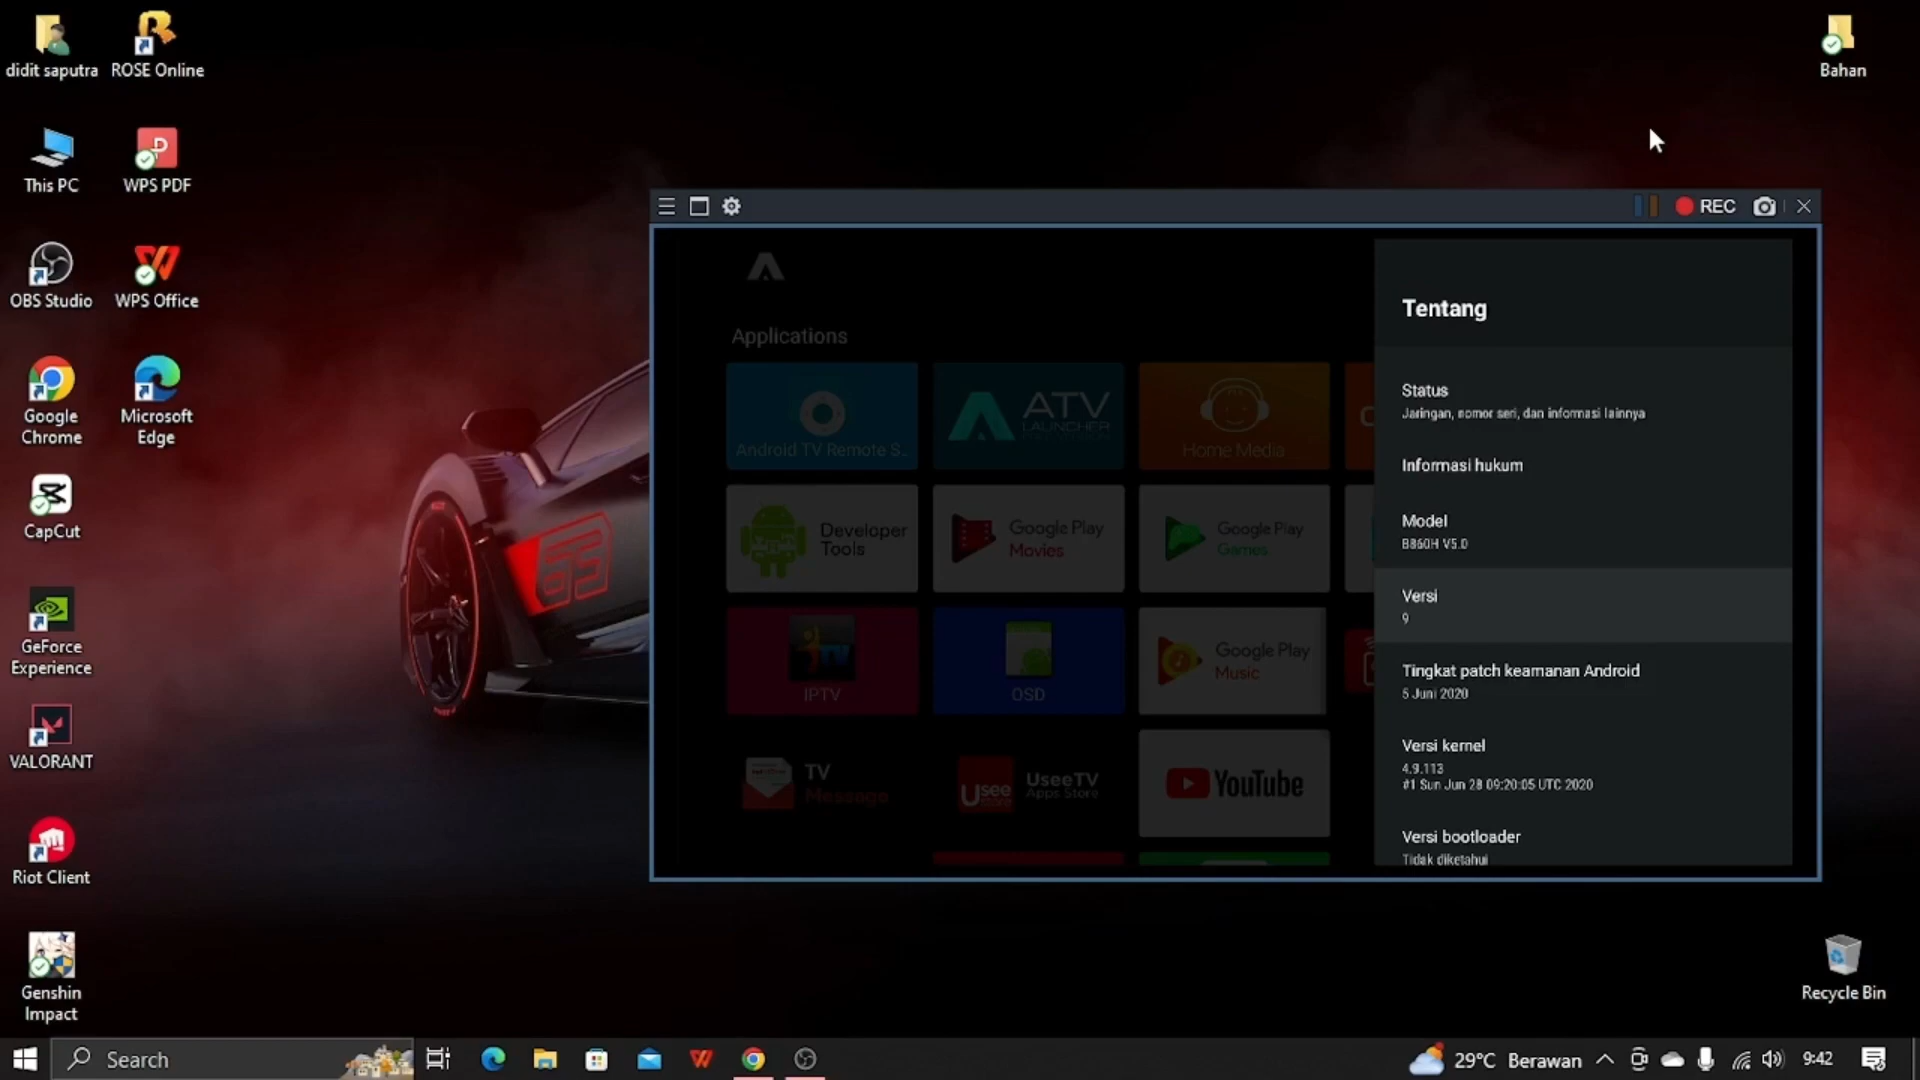 didit saputra
ROSE Online
Bahan
This PC
WPS PDF
OBS Studio
WPS Office
Google
Chrome
Microsoft
Edge
CapCut
GeForce
Experience
VALORANT
Riot Client
Genshin
Impact
REC
Applications
Android TV Remote S..
ATV
LAUNCHER
Home Media
Developer
Tools
Google Play
Movies
Google Play
Games
IPTV
OSD
Google Play
Music
TV
Message
Usee
UseeTV
Apps Store
YouTube
Tentang
Status
Jaringan, nomor seri, dan informasi lainnya
Informasi hukum
Model
B860H V5.0
Versi
9
Tingkat patch keamanan Android
5 Juni 2020
Versi kernel
4.9.113
#1 Sun Jun 28 09:20:05 UTC 2020
Versi bootloader
Tidak diketahui
Recycle Bin
Search
29°C Berawan
9:42